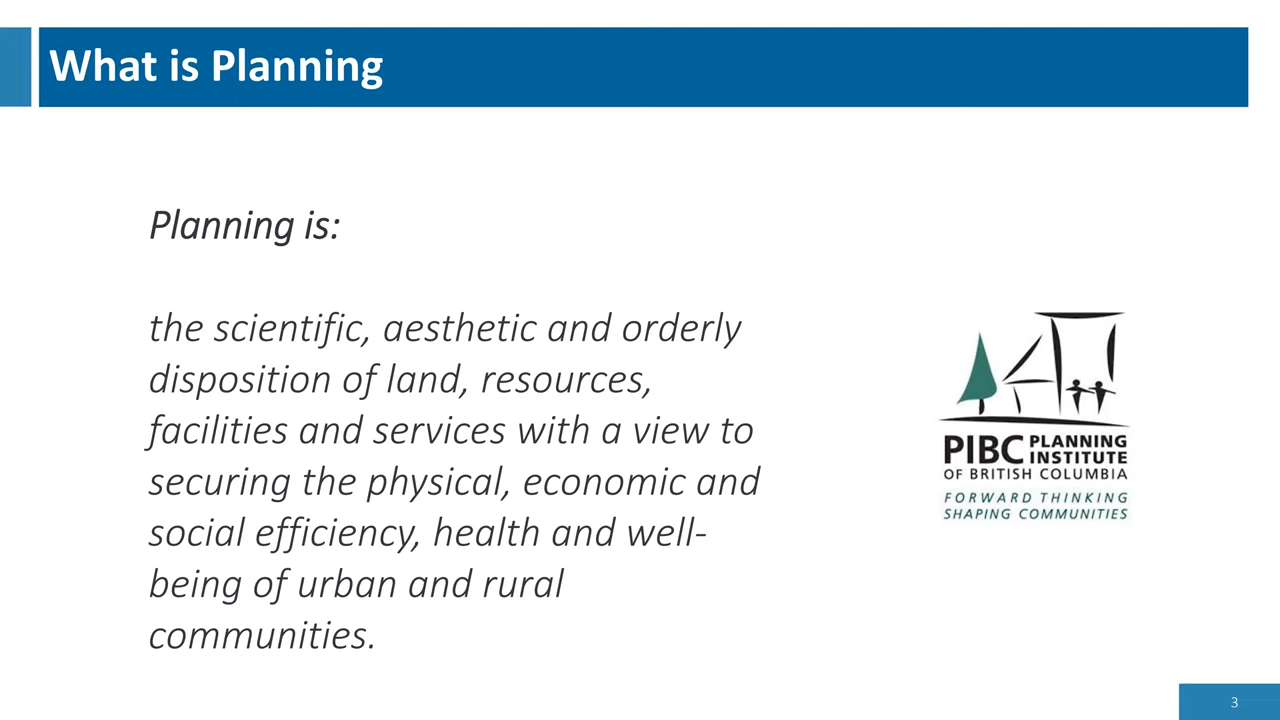 What is Planning
Planning is:
the scientific, aesthetic and orderly
disposition of land, resources,
facilities and services with a view to
securing the physical, economic and
social efficiency, health and well-
being of urban and rural
communities.
PIBC PLANNING
INSTITUTE
OF BRITISH COLUMBIA
FORWARD THINKING
SHAPING COMMUNITIES
3